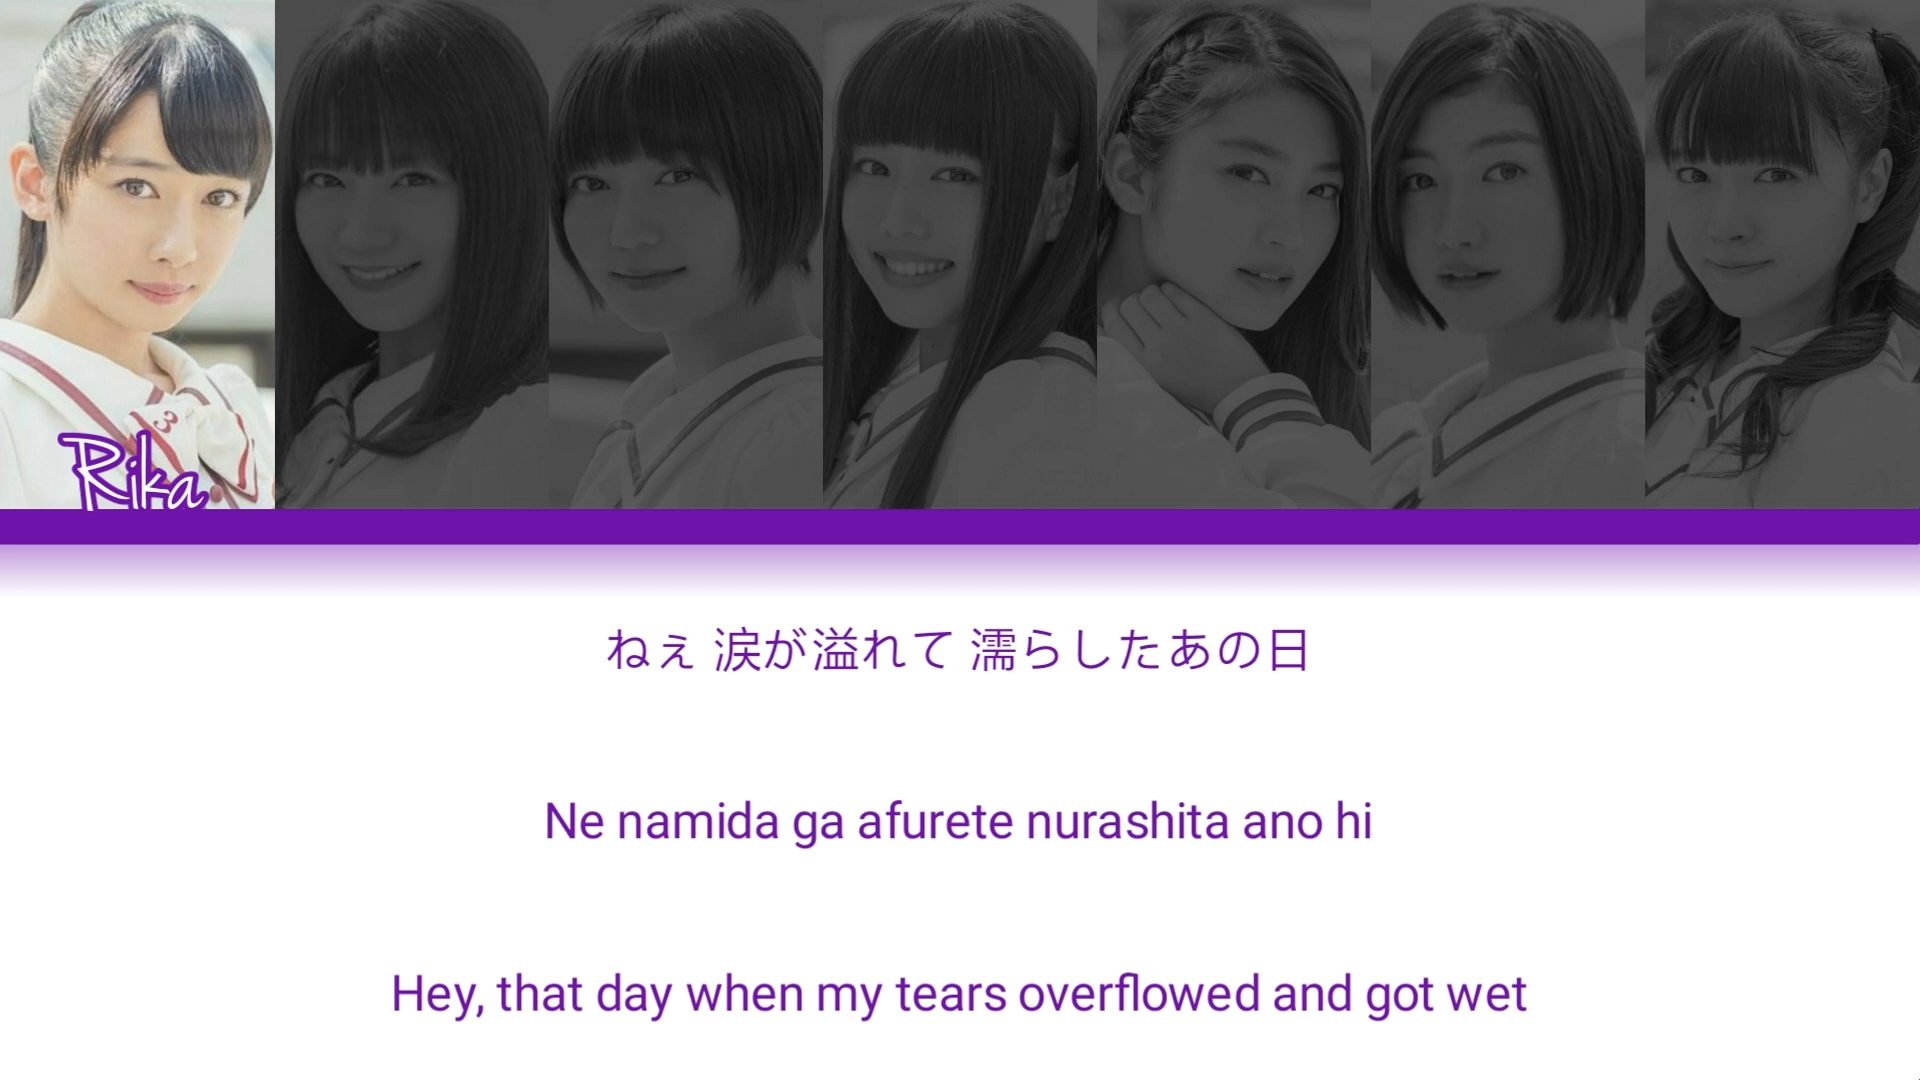 Rika
ねぇ 涙が溢れて 濡らしたあの日
Ne namida ga afurete nurashita ano hi
Hey, that day when my tears overflowed and got wet